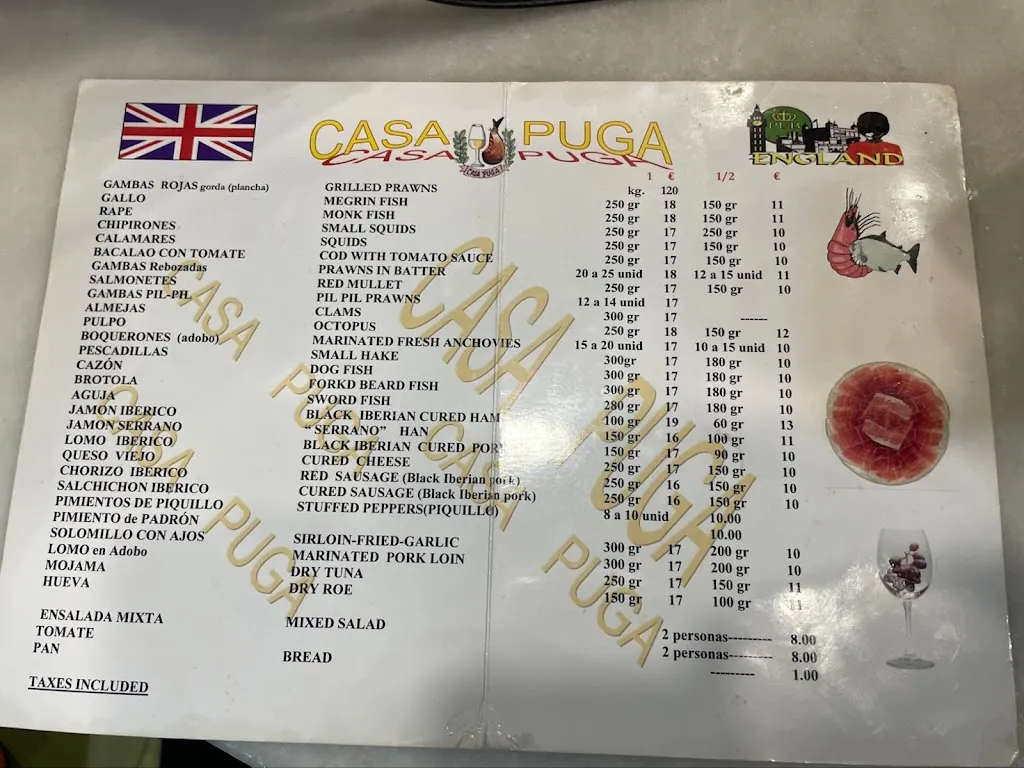 CASA PUGA
CASA PUGA
CASA PUGA
PUB
ENGLAND
1 € 1/2 €
GAMBAS ROJAS gorda (plancha) GRILLED PRAWNS kg. 120
GALLO MEGRIN FISH 250 gr 18 150 gr 11
RAPE MONK FISH 250 gr 18 150 gr 11
CHIPIRONES SMALL SQUIDS 250 gr 17 250 gr 10
CALAMARES SQUIDS 250 gr 17 150 gr 10
BACALAO CON TOMATE COD WITH TOMATO SAUCE 250 gr 17 150 gr 10
GAMBAS Rebozadas PRAWNS IN BATTER 20 a 25 unid 18 12 a 15 unid 11
SALMONETES RED MULLET 250 gr 17 150 gr 10
GAMBAS PIL-PIL PIL PIL PRAWNS 12 a 14 unid 17
ALMEJAS CLAMS 300 gr 17 ------
PULPO OCTOPUS 250 gr 18 150 gr 12
BOQUERONES (adobo) MARINATED FRESH ANCHOVIES 15 a 20 unid 17 10 a 15 unid 10
PESCADILLAS SMALL HAKE 300gr 17 180 gr 10
CAZÓN DOG FISH 300 gr 17 180 gr 10
BROTOLA FORKD BEARD FISH 300 gr 17 180 gr 10
AGUJA SWORD FISH 280 gr 17 180 gr 10
JAMON IBERICO BLACK IBERIAN CURED HAM 100 gr 19 60 gr 13
JAMON SERRANO “ SERRANO” HAN 150 gr 16 100 gr 11
LOMO IBERICO BLACK IBERIAN CURED PORK 150 gr 17 90 gr 10
QUESO VIEJO CURED CHEESE 250 gr 17 150 gr 10
CHORIZO IBERICO RED SAUSAGE (Black Iberian pork) 250 gr 16 150 gr 10
SALCHICHON IBERICO CURED SAUSAGE (Black Iberian pork) 250 gr 16 150 gr 10
PIMIENTOS DE PIQUILLO STUFFED PEPPERS(PIQUILLO) 8 a 10 unid 10.00
PIMIENTO de PADRÓN 10.00
SOLOMILLO CON AJOS SIRLOIN-FRIED-GARLIC 300 gr 17 200 gr 10
LOMO en Adobo MARINATED PORK LOIN 300 gr 17 200 gr 10
MOJAMA DRY TUNA 250 gr 17 150 gr 11
HUEVA DRY ROE 150 gr 17 100 gr 11
ENSALADA MIXTA MIXED SALAD 2 personas--------- 8.00
TOMATE 2 personas--------- 8.00
PAN BREAD --------- 1.00
TAXES INCLUDED
CASA PUGA
CASA PUGA
CASA PUGA
CASA PUGA